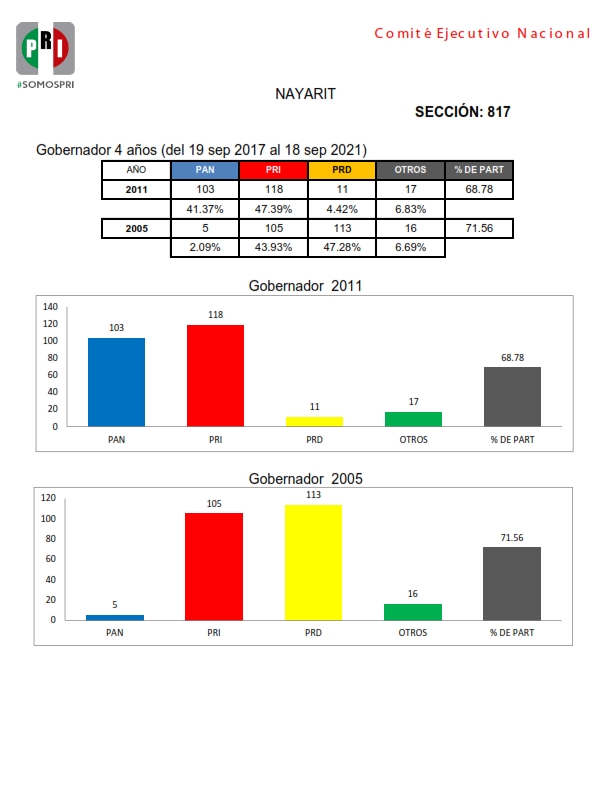 Comité Ejecutivo Nacional
PRI
#SOMOSPRI
NAYARIT
SECCIÓN: 817
Gobernador 4 años (del 19 sep 2017 al 18 sep 2021)
AÑO PAN PRI PRD OTROS % DE PART
2011 103 118 11 17 68.78
41.37% 47.39% 4.42% 6.83%
2005 5 105 113 16 71.56
2.09% 43.93% 47.28% 6.69%
Gobernador 2011
140
120
100
80
60
40
20
0
103
118
11
17
68.78
PAN PRI PRD OTROS % DE PART
Gobernador 2005
120
100
80
60
40
20
0
5
105
113
16
71.56
PAN PRI PRD OTROS % DE PART